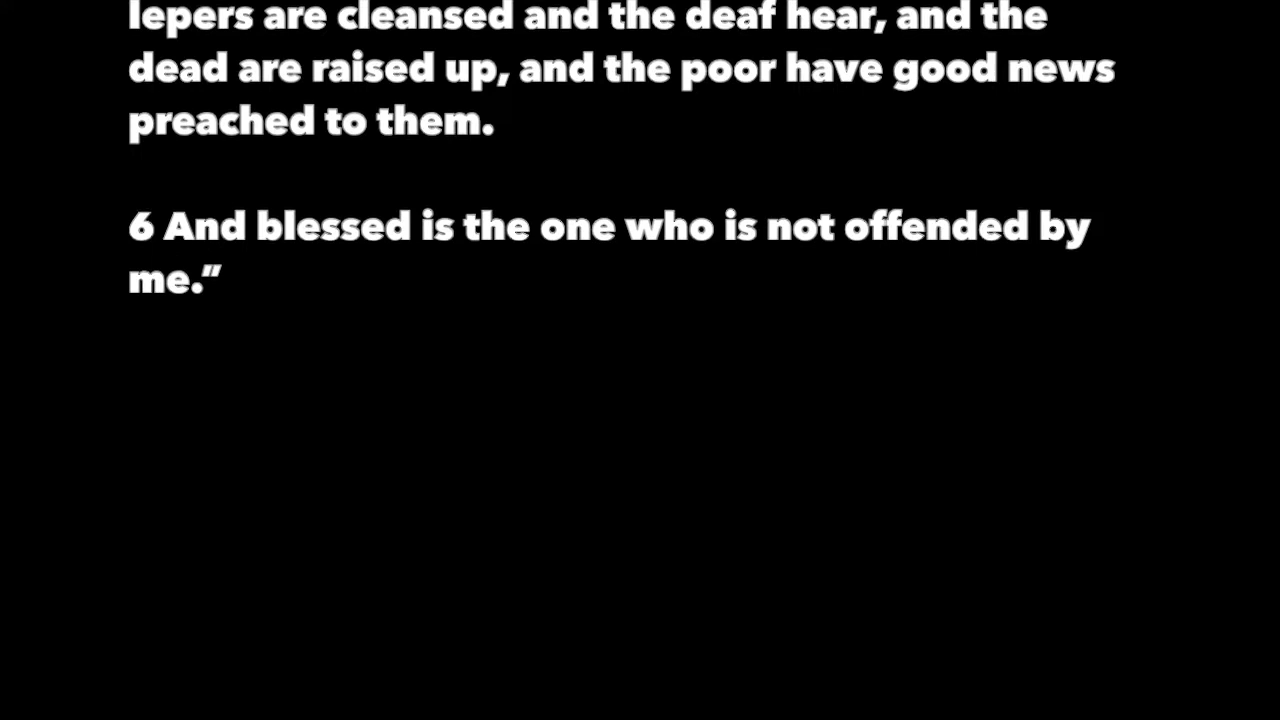 lepers are cleansed and the deaf hear, and the
dead are raised up, and the poor have good news
preached to them.
6 And blessed is the one who is not offended by
me.”